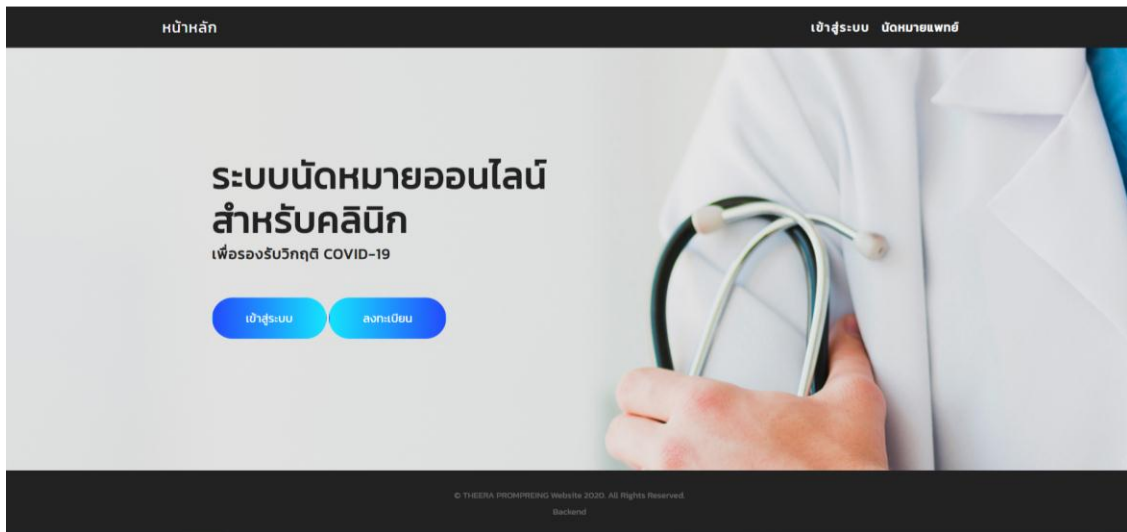 หน้าหลัก
เข้าสู่ระบบ นัดหมายแพทย์
ระบบนัดหมายออนไลน์
สำหรับคลินิก
เพื่อรองรับวิกฤติ COVID-19
เข้าสู่ระบบ ลงทะเบียน
© THEERA PROMPREING Website 2020. All Rights Reserved.
Backend